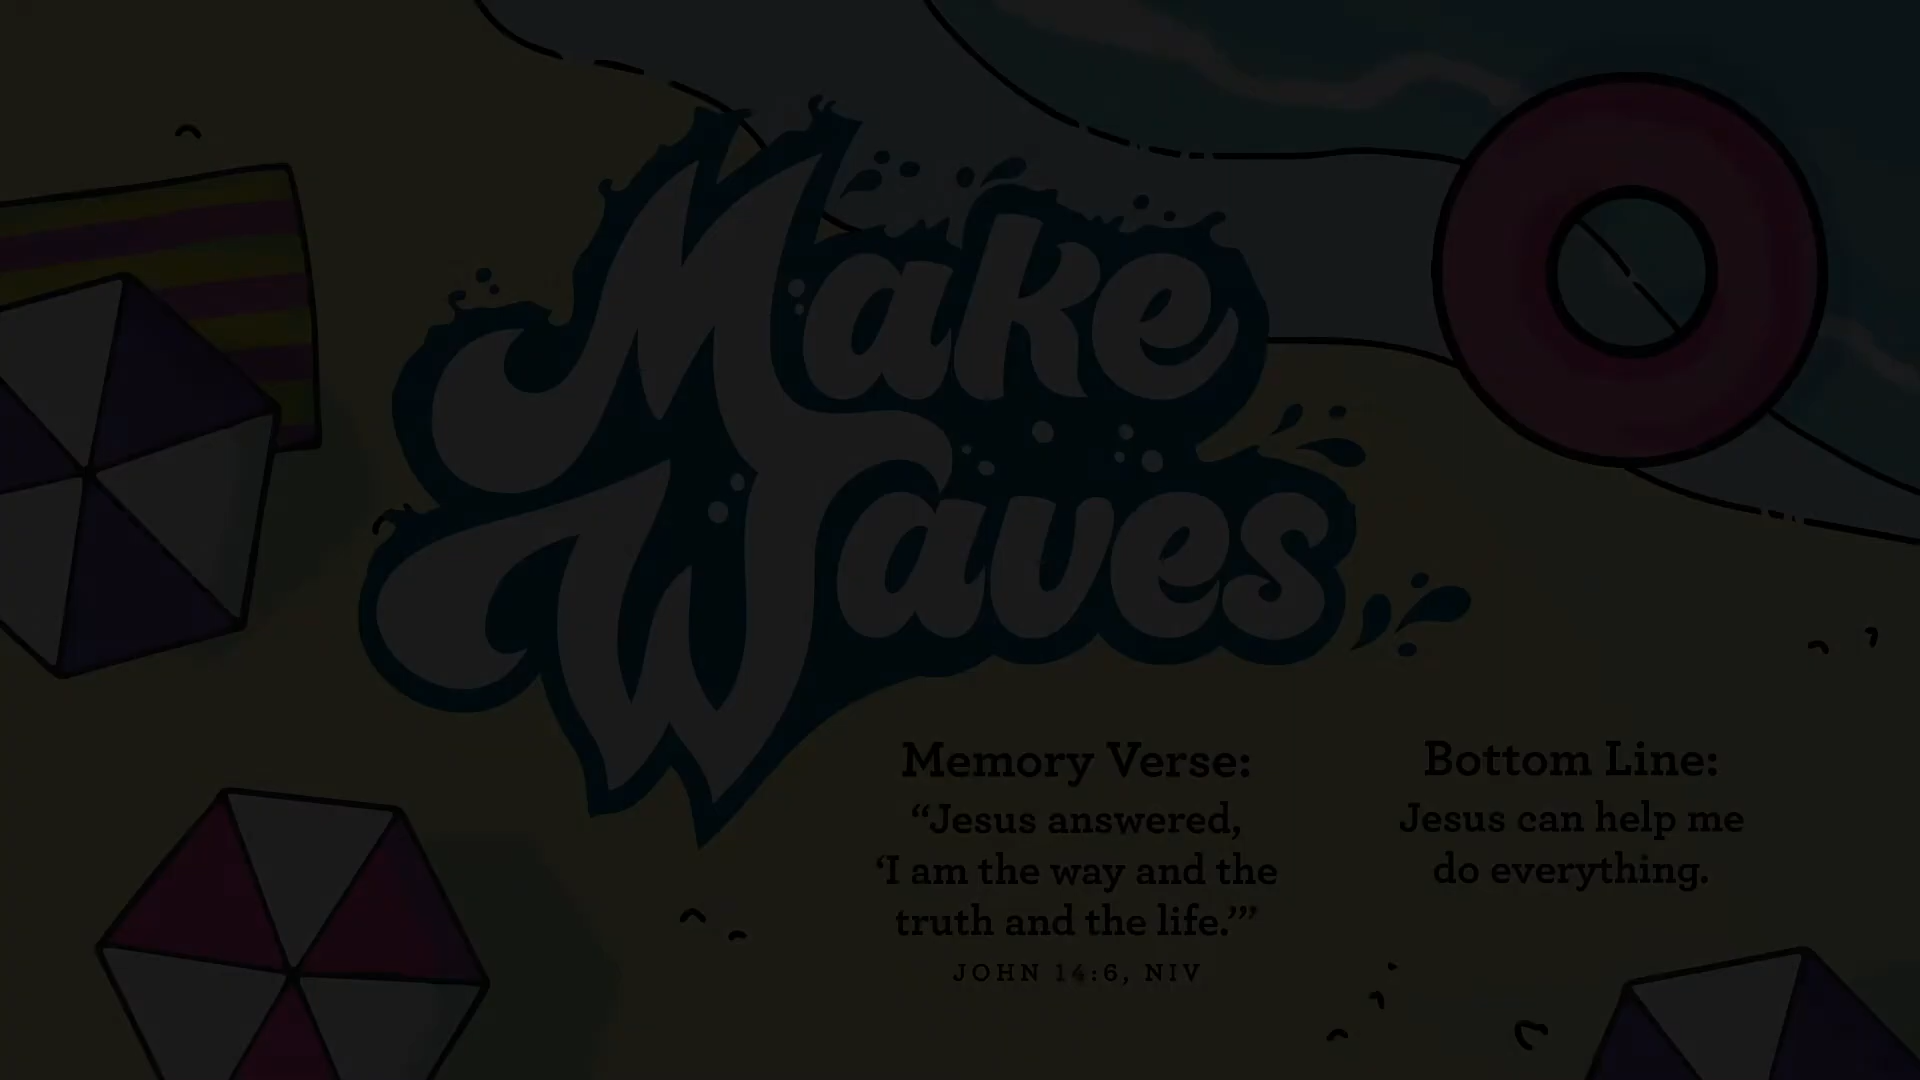 Make
Waves
Memory Verse:
“Jesus answered,
‘I am the way and the
truth and the life.’”
JOHN 14:6, NIV
Bottom Line:
Jesus can help me
do everything.